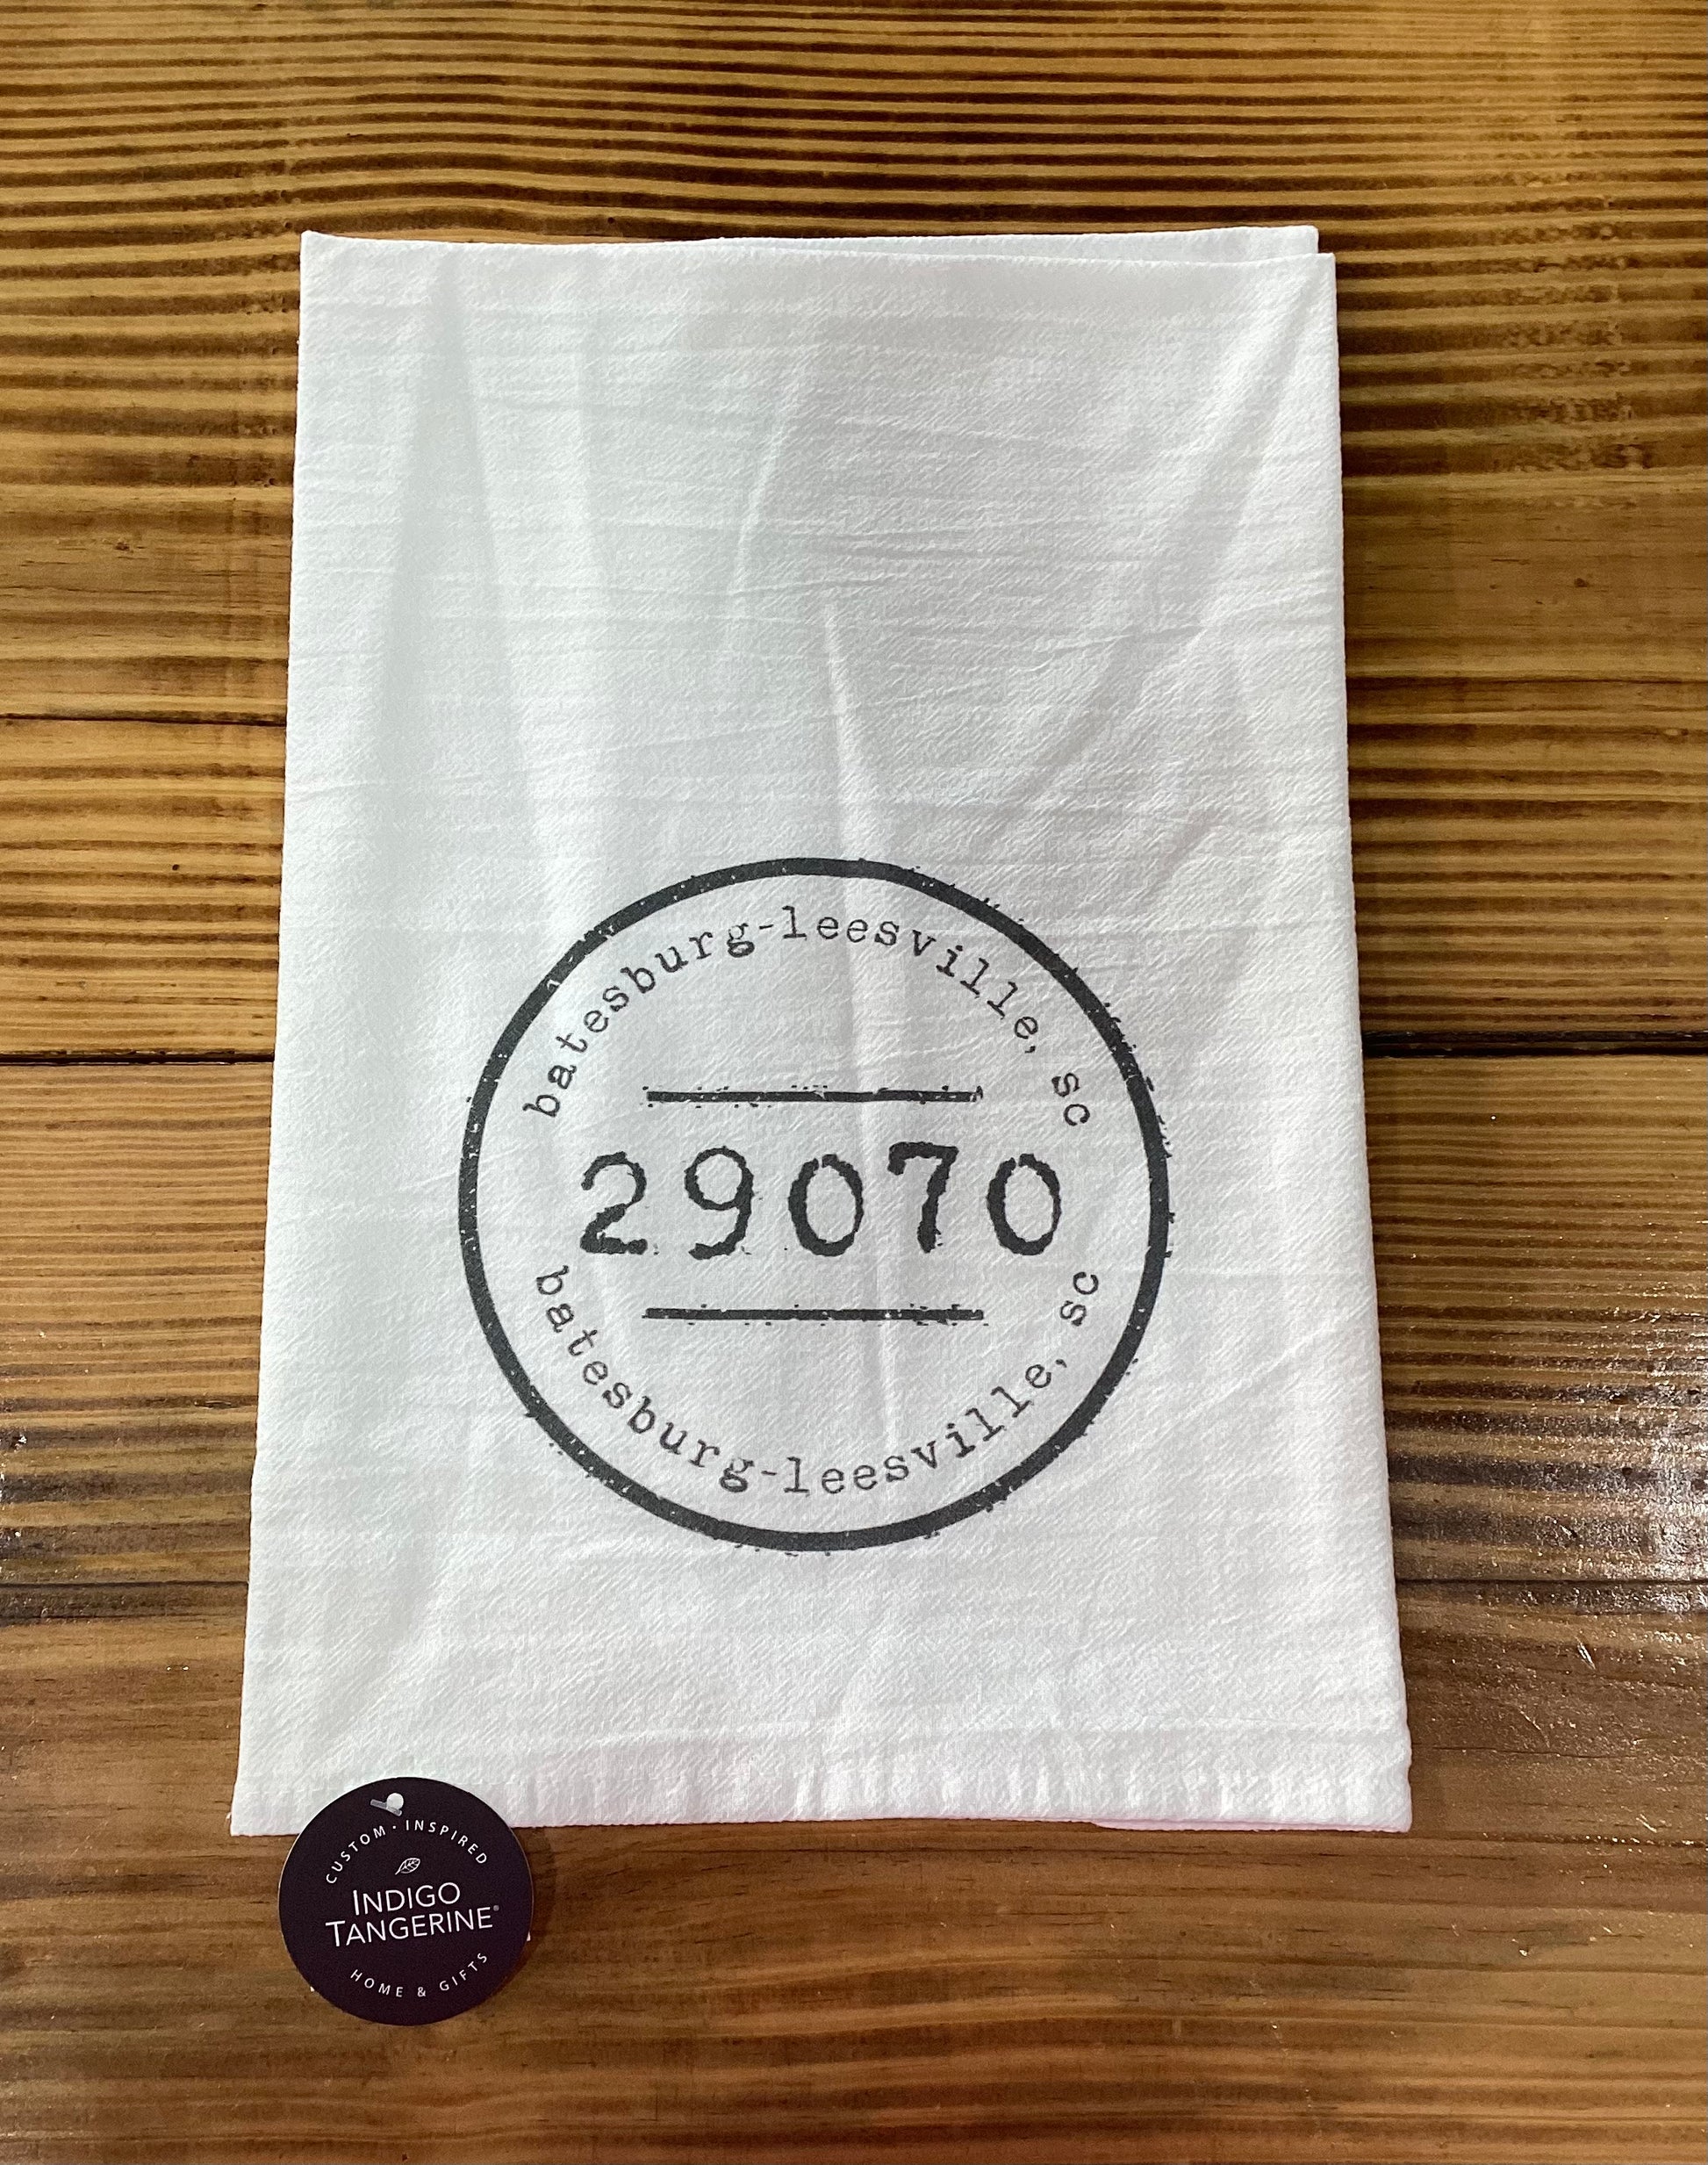 batesburg-leesville, sc
29070
batesburg-leesville, sc
CUSTOM · INSPIRED
INDIGO
TANGERINE®
HOME & GIFTS